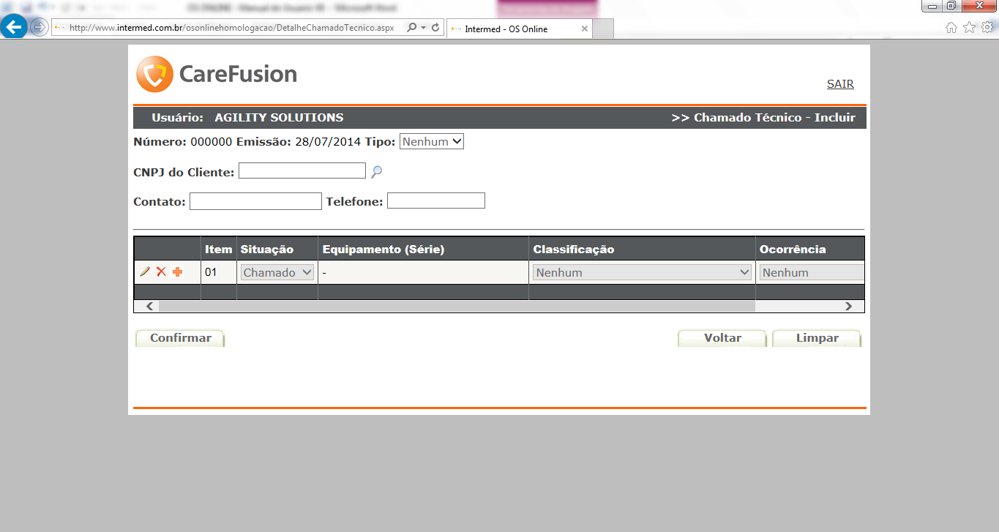 OS ONLINE - Manual do Usuario V8 - Microsoft Word
http://www.intermed.com.br/osonlinehomologacao/DetalheChamadoTecnico.aspx
Intermed - OS Online
CareFusion
SAIR
Usuário: AGILITY SOLUTIONS >> Chamado Técnico - Incluir
Número: 000000 Emissão: 28/07/2014 Tipo: Nenhum
CNPJ do Cliente:
Contato: Telefone:
Item Situação Equipamento (Série) Classificação Ocorrência
01 Chamado - Nenhum Nenhum
Confirmar Voltar Limpar